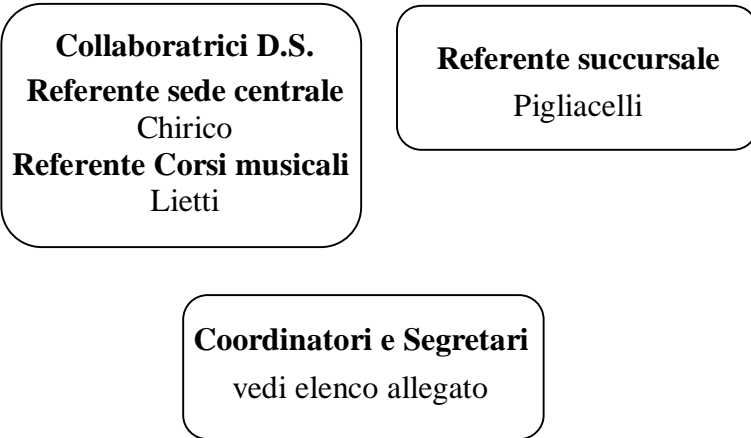 Collaboratrici D.S.
Referente sede centrale
Chirico
Referente Corsi musicali
Lietti
Referente succursale
Pigliacelli
Coordinatori e Segretari
vedi elenco allegato